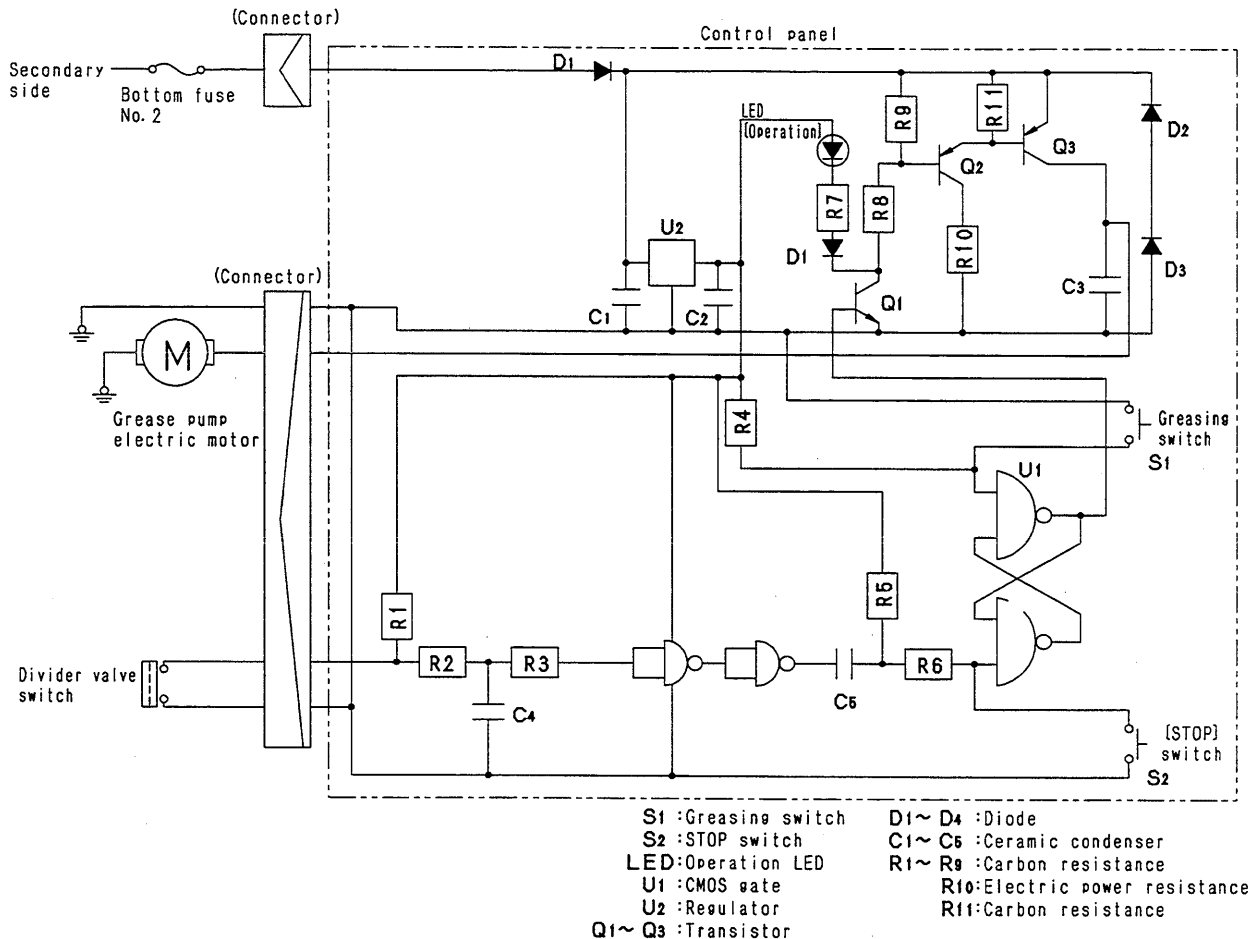 (Connector)
Control panel
Secondary
side
Bottom fuse
No. 2
D1
LED
[Operation]
R9
R11
Q2
Q3
D2
R7
R8
R10
U2
D1
D3
(Connector)
C1
C2
Q1
C3
M
Grease pump
electric motor
R4
Greasing
switch
S1
U1
R5
R1
R2
R3
R6
Divider valve
switch
C4
C5
[STOP]
switch
S2
S1 :Greasing switch
S2 :STOP switch
LED:Operation LED
U1 :CMOS gate
U2 :Regulator
Q1~ Q3 :Transistor
D1~ D4 :Diode
C1~ C5 :Ceramic condenser
R1~ R9 :Carbon resistance
R10:Electric power resistance
R11:Carbon resistance